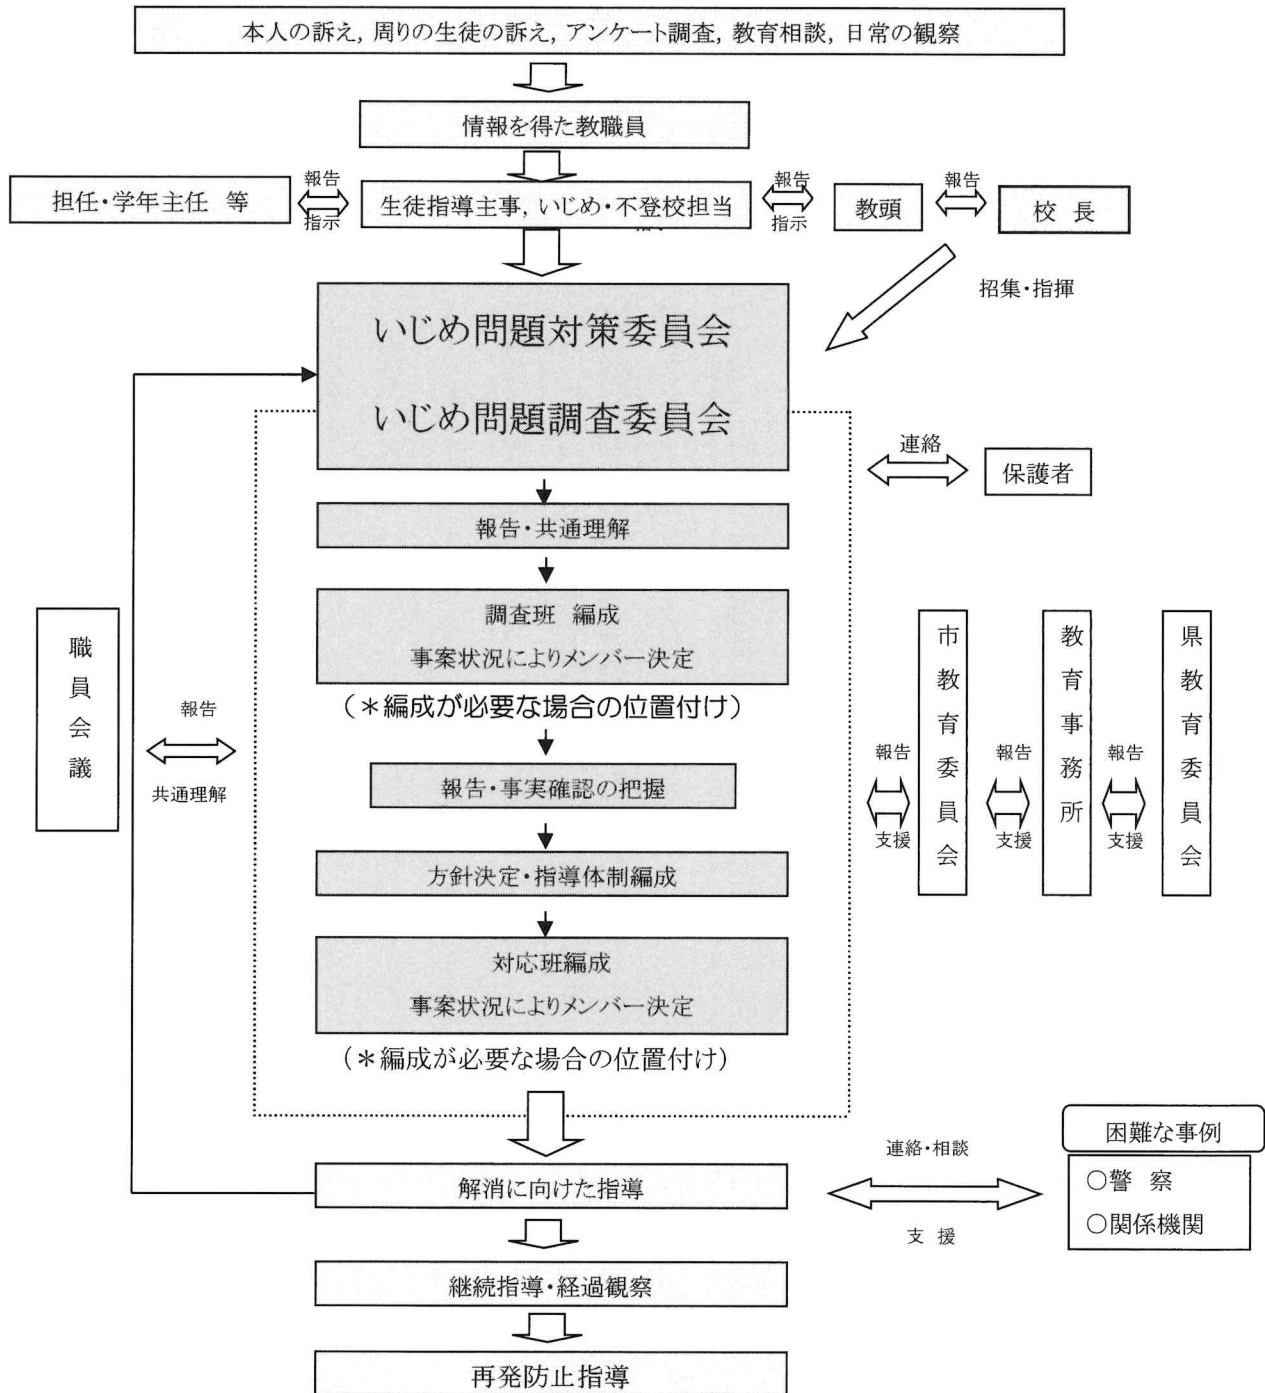 本人の訴え，周りの生徒の訴え，アンケート調査，教育相談，日常の観察
情報を得た教職員
担任・学年主任 等
報告
指示
生徒指導主事，いじめ・不登校担当
報告
指示
教頭
報告
校 長
招集・指揮
いじめ問題対策委員会
いじめ問題調査委員会
連絡
保護者
報告・共通理解
調査班 編成
事案状況によりメンバー決定
（＊編成が必要な場合の位置付け）
職員会議
報告
共通理解
報告・事実確認の把握
報告
支援
市教育委員会
報告
支援
教育事務所
報告
支援
県教育委員会
方針決定・指導体制編成
対応班編成
事案状況によりメンバー決定
（＊編成が必要な場合の位置付け）
解消に向けた指導
連絡・相談
支 援
困難な事例
○警 察
○関係機関
継続指導・経過観察
再発防止指導